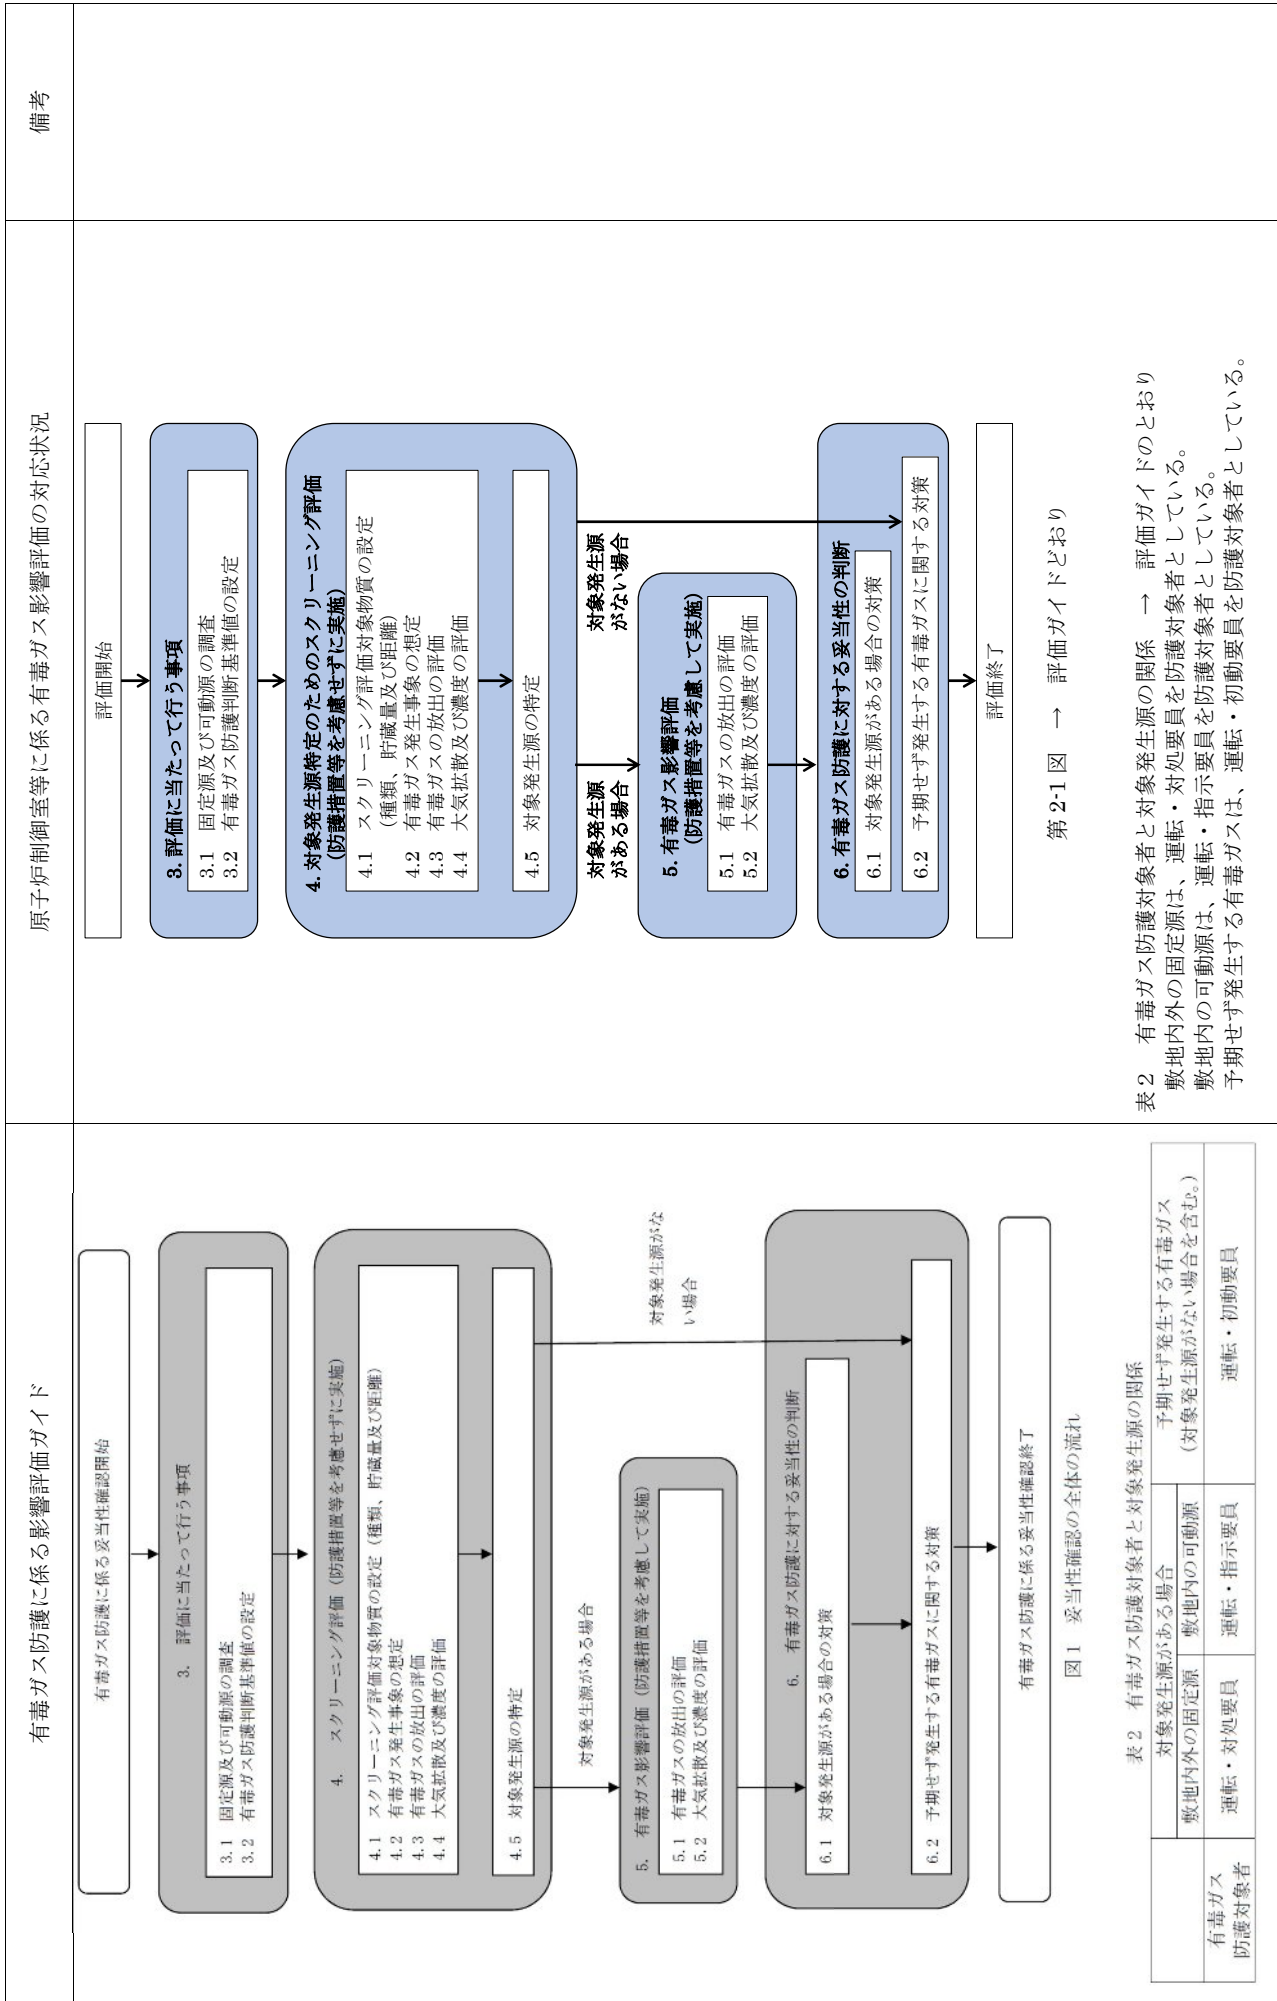 有毒ガス防護に係る影響評価ガイド
有毒ガス防護に係る妥当性確認開始
3. 評価に当たって行う事項
3.1 固定源及び可動源の調査
3.2 有毒ガス防護判断基準値の設定
4. スクリーニング評価（防護措置等を考慮せずに実施）
4.1 スクリーニング評価対象物質の設定（種類、貯蔵量及び距離）
4.2 有毒ガス発生事象の想定
4.3 有毒ガスの放出の評価
4.4 大気拡散及び濃度の評価
4.5 対象発生源の特定
対象発生源がある場合
対象発生源がな
い場合
5. 有毒ガス影響評価（防護措置等を考慮して実施）
5.1 有毒ガスの放出の評価
5.2 大気拡散及び濃度の評価
6. 有毒ガス防護に対する妥当性の判断
6.1 対象発生源がある場合の対策
6.2 予期せず発生する有毒ガスに関する対策
有毒ガス防護に係る妥当性確認終了
図1 妥当性確認の全体の流れ
表2 有毒ガス防護対象者と対象発生源の関係
対象発生源がある場合
予期せず発生する有毒ガス
（対象発生源がない場合を含む。）
敷地内外の固定源
敷地内の可動源
有毒ガス
防護対象者
運転・対処要員
運転・指示要員
運転・初動要員
原子炉制御室等に係る有毒ガス影響評価の対応状況
評価開始
3. 評価に当たって行う事項
3.1 固定源及び可動源の調査
3.2 有毒ガス防護判断基準値の設定
4. 対象発生源特定のためのスクリーニング評価
(防護措置等を考慮せずに実施)
4.1 スクリーニング評価対象物質の設定
(種類、貯蔵量及び距離)
4.2 有毒ガス発生事象の想定
4.3 有毒ガスの放出の評価
4.4 大気拡散及び濃度の評価
4.5 対象発生源の特定
対象発生源
がある場合
対象発生源
がない場合
5. 有毒ガス影響評価
(防護措置等を考慮して実施)
5.1 有毒ガスの放出の評価
5.2 大気拡散及び濃度の評価
6. 有毒ガス防護に対する妥当性の判断
6.1 対象発生源がある場合の対策
6.2 予期せず発生する有毒ガスに関する対策
評価終了
第2-1図 → 評価ガイドどおり
表2 有毒ガス防護対象者と対象発生源の関係 → 評価ガイドのとおり
敷地内外の固定源は、運転・対処要員を防護対象者としている。
敷地内の可動源は、運転・指示要員を防護対象者としている。
予期せず発生する有毒ガスは、運転・初動要員を防護対象者としている。
備考